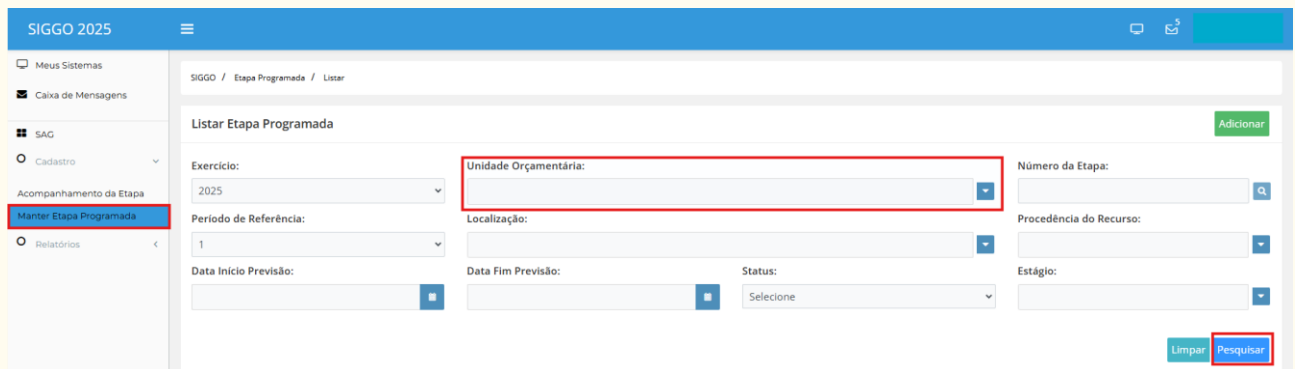 SIGGO 2025
5
Meus Sistemas
Caixa de Mensagens
SAG
Cadastro
Acompanhamento da Etapa
Manter Etapa Programada
Relatórios
SIGGO / Etapa Programada / Listar
Listar Etapa Programada
Adicionar
Exercício:
Unidade Orçamentária:
Número da Etapa:
2025
Período de Referência:
Localização:
Procedência do Recurso:
1
Data Início Previsão:
Data Fim Previsão:
Status:
Estágio:
Selecione
Limpar
Pesquisar